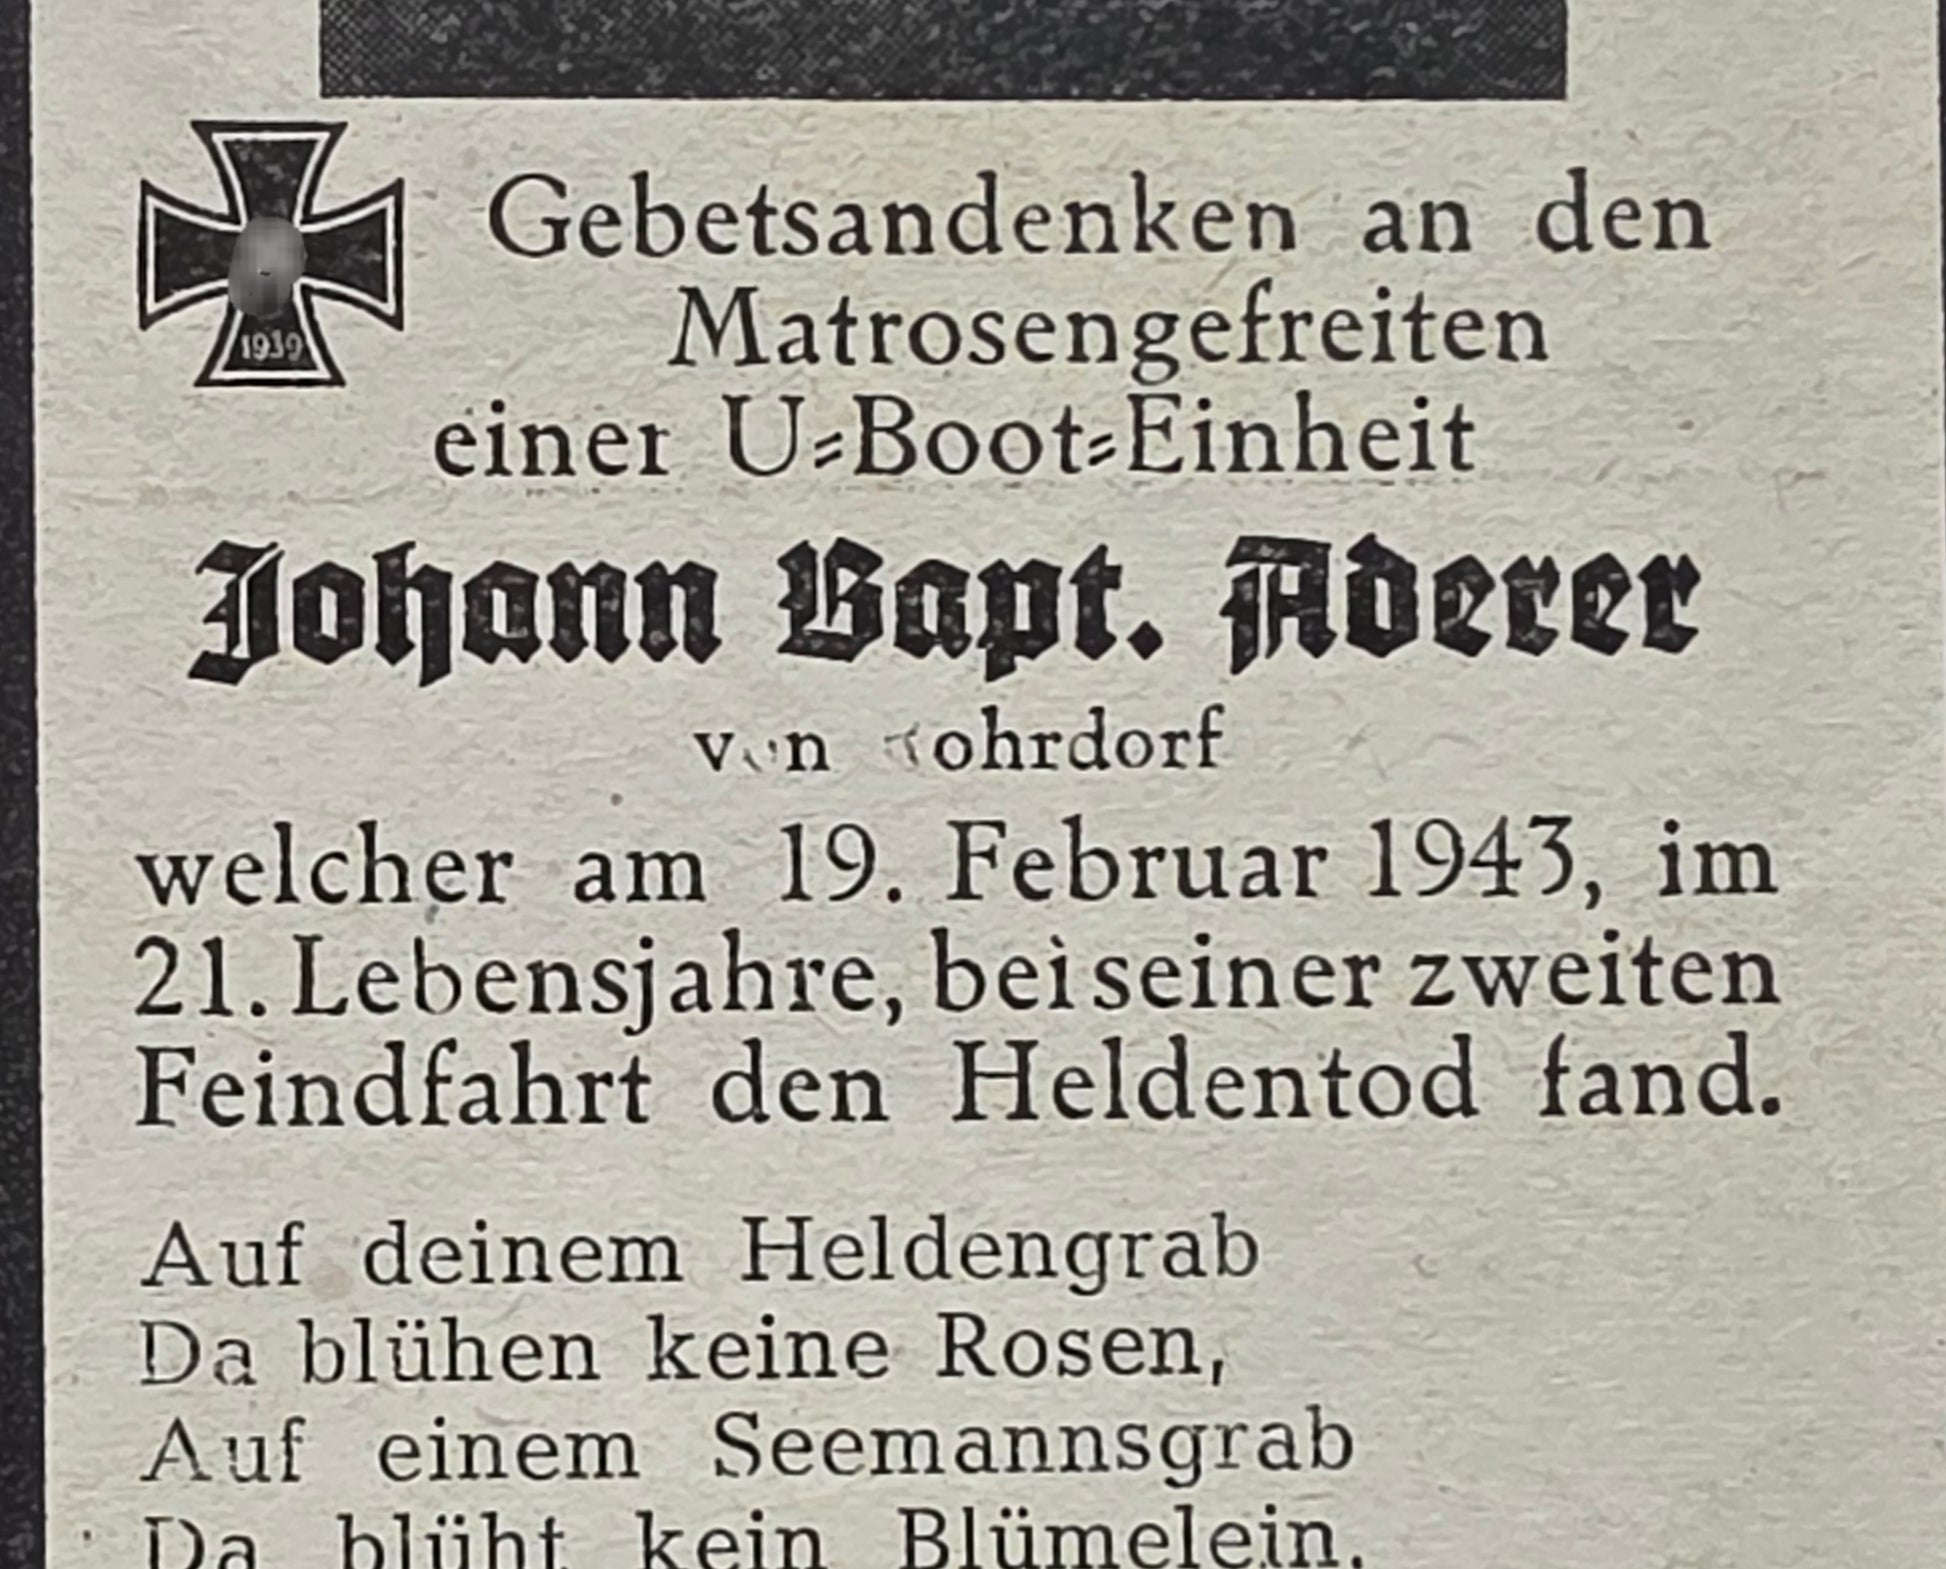 1939
Gebetsandenken an den
Matrosengefreiten
einer U=Boot=Einheit
Johann Bapt. Aderer
von
welcher am 19. Februar 1943, im
21. Lebensjahre, bei seiner zweiten
Feindfahrt den Heldentod fand.
Auf deinem Heldengrab
Da blühen keine Rosen,
Auf einem Seemannsgrab
Da blüht kein Blümelein.